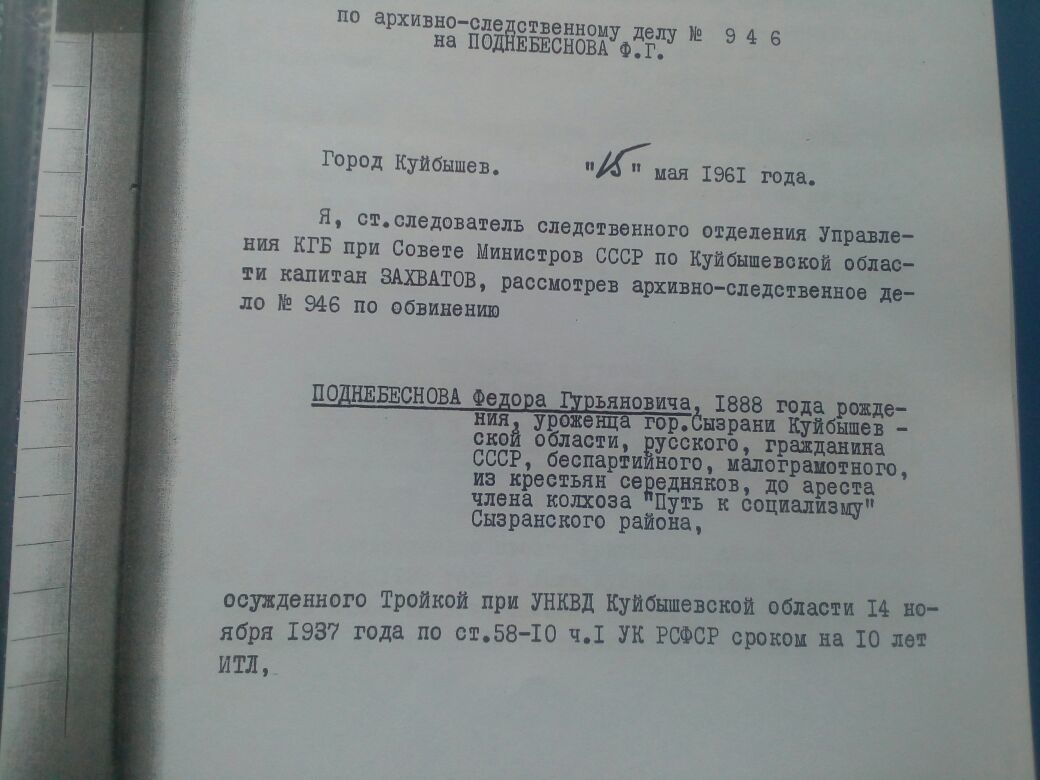 по архивно-следственному делу № 9 4 6
на ПОДНЕБЕСНОВА Ф.Г.
Город Куйбышев. "15" мая 1961 года.
Я, ст.следователь следственного отделения Управле-
ния КГБ при Совете Министров СССР по Куйбышевской облас-
ти капитан ЗАХВАТОВ, рассмотрев архивно-следственное де-
ло № 946 по обвинению
ПОДНЕБЕСНОВА Федора Гурьяновича, 1888 года рожде-
ния, уроженца гор.Сызрани Куйбышев -
ской области, русского, гражданина
СССР, беспартийного, малограмотного,
из крестьян середняков, до ареста
члена колхоза "Путь к социализму"
Сызранского района,
осужденного Тройкой при УНКВД Куйбышевской области 14 но-
ября 1937 года по ст.58-10 ч.I УК РСФСР сроком на 10 лет
ИТЛ,